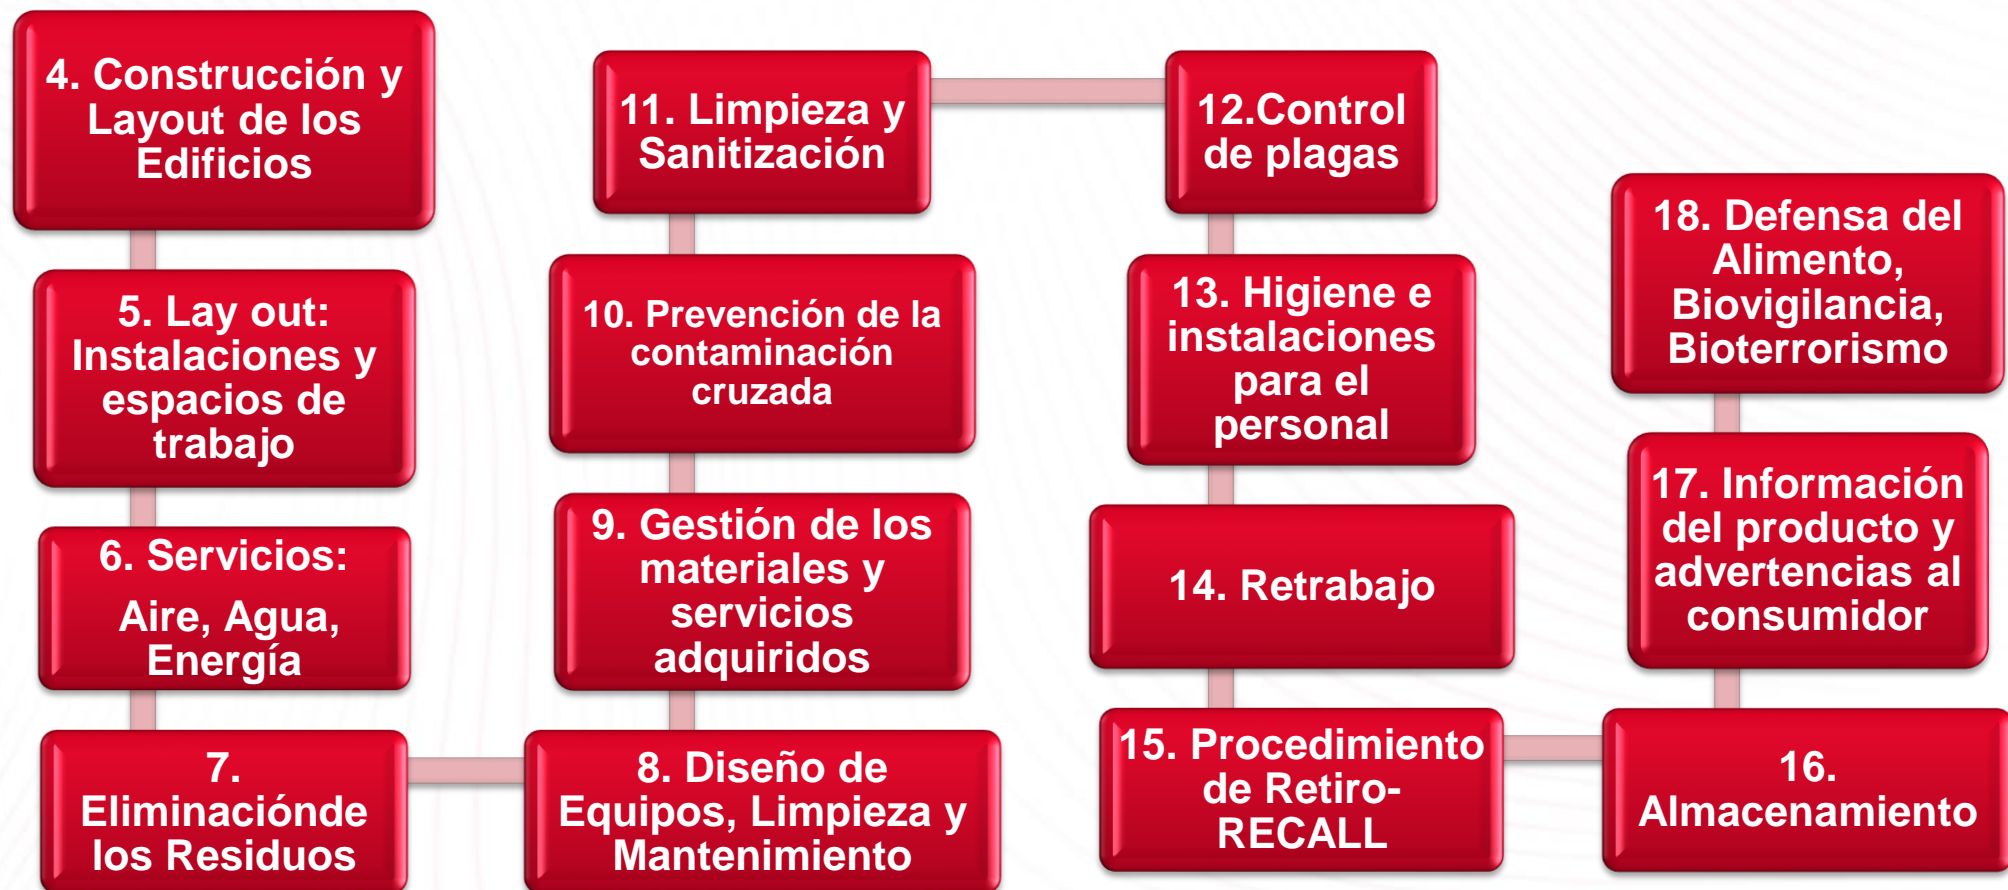 4. Construcción y
Layout de los
Edificios
5. Lay out:
Instalaciones y
espacios de
trabajo
6. Servicios:
Aire, Agua,
Energía
7.
Eliminaciónde
los Residuos
8. Diseño de
Equipos, Limpieza y
Mantenimiento
9. Gestión de los
materiales y
servicios
adquiridos
10. Prevención de la
contaminación
cruzada
11. Limpieza y
Sanitización
12.Control
de plagas
13. Higiene e
instalaciones
para el
personal
14. Retrabajo
15. Procedimiento
de Retiro-
RECALL
16.
Almacenamiento
17. Información
del producto y
advertencias al
consumidor
18. Defensa del
Alimento,
Biovigilancia,
Bioterrorismo